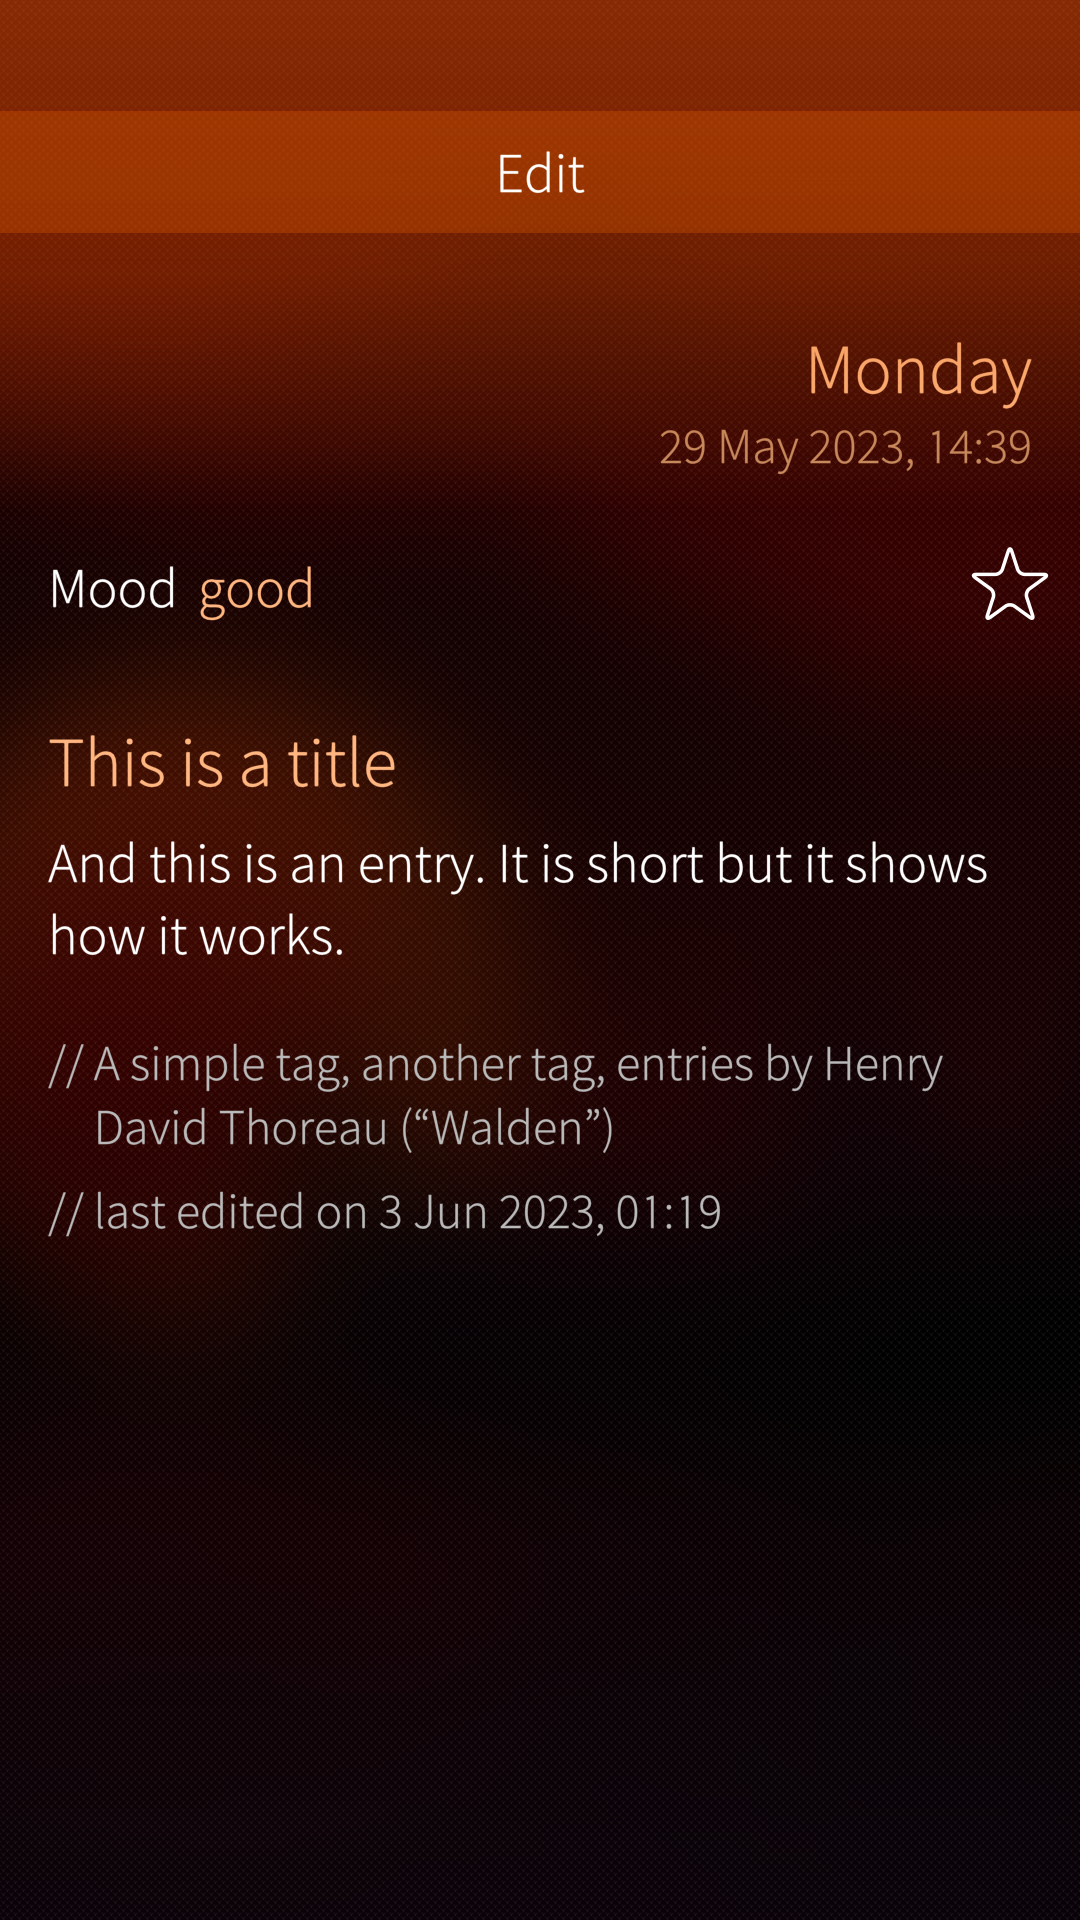 Edit
Monday
29 May 2023, 14:39
Mood good
This is a title
And this is an entry. It is short but it shows
how it works.
// A simple tag, another tag, entries by Henry
David Thoreau (“Walden”)
// last edited on 3 Jun 2023, 01:19